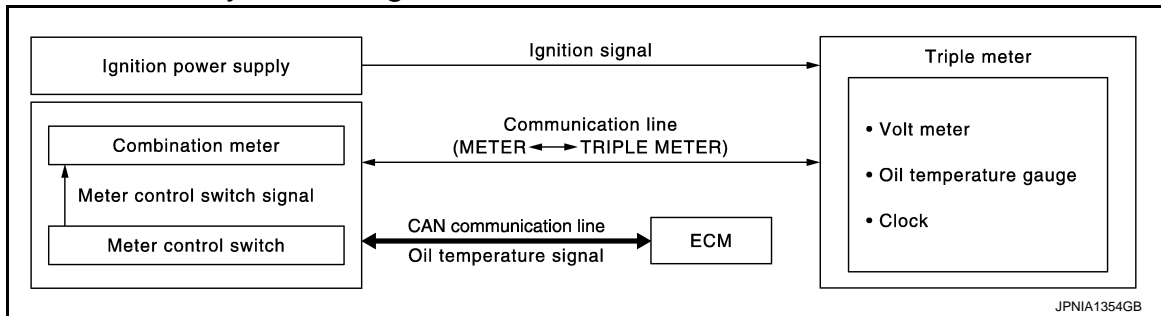 Ignition power supply
Ignition signal
Triple meter
Combination meter
Meter control switch signal
Meter control switch
Communication line
(METER ↔ TRIPLE METER)
CAN communication line
Oil temperature signal
ECM
• Volt meter
• Oil temperature gauge
• Clock
JPNIA1354GB